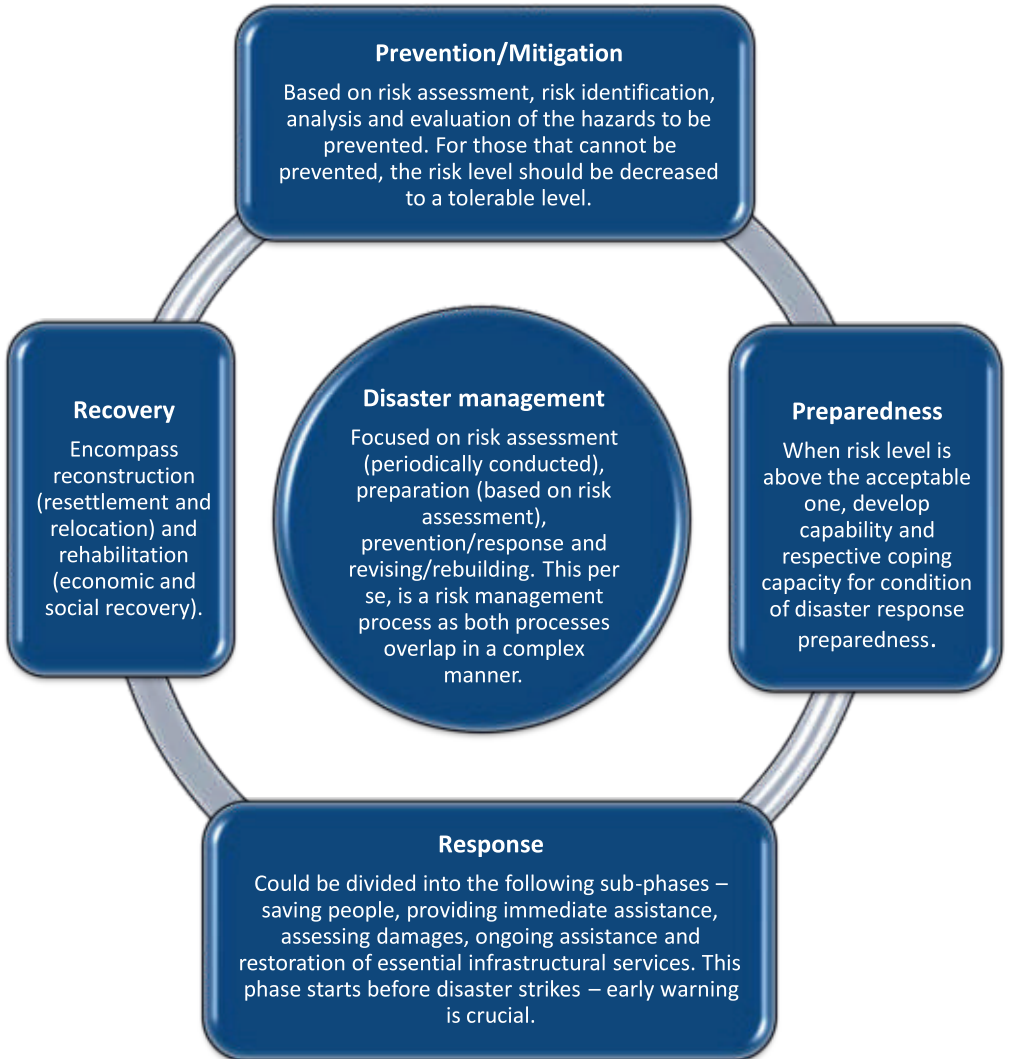 Prevention/Mitigation
Based on risk assessment, risk identification,
analysis and evaluation of the hazards to be
prevented. For those that cannot be
prevented, the risk level should be decreased
to a tolerable level.
Recovery
Encompass
reconstruction
(resettlement and
relocation) and
rehabilitation
(economic and
social recovery).
Disaster management
Focused on risk assessment
(periodically conducted),
preparation (based on risk
assessment),
prevention/response and
revising/rebuilding. This per
se, is a risk management
process as both processes
overlap in a complex
manner.
Preparedness
When risk level is
above the acceptable
one, develop
capability and
respective coping
capacity for condition
of disaster response
preparedness.
Response
Could be divided into the following sub-phases –
saving people, providing immediate assistance,
assessing damages, ongoing assistance and
restoration of essential infrastructural services. This
phase starts before disaster strikes – early warning
is crucial.